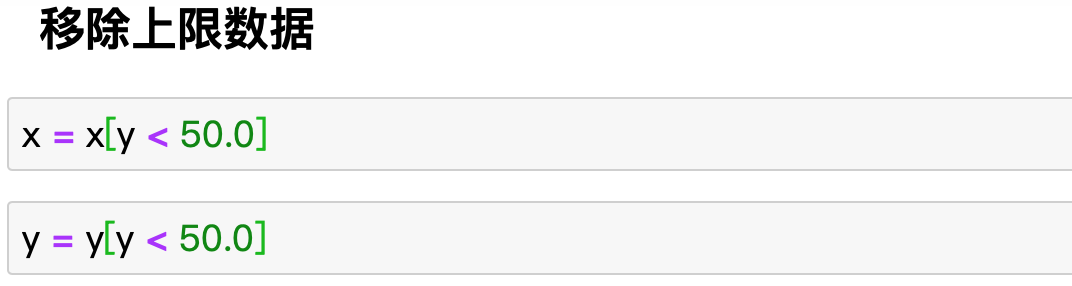 移除上限数据
x = x[y < 50.0]
y = y[y < 50.0]